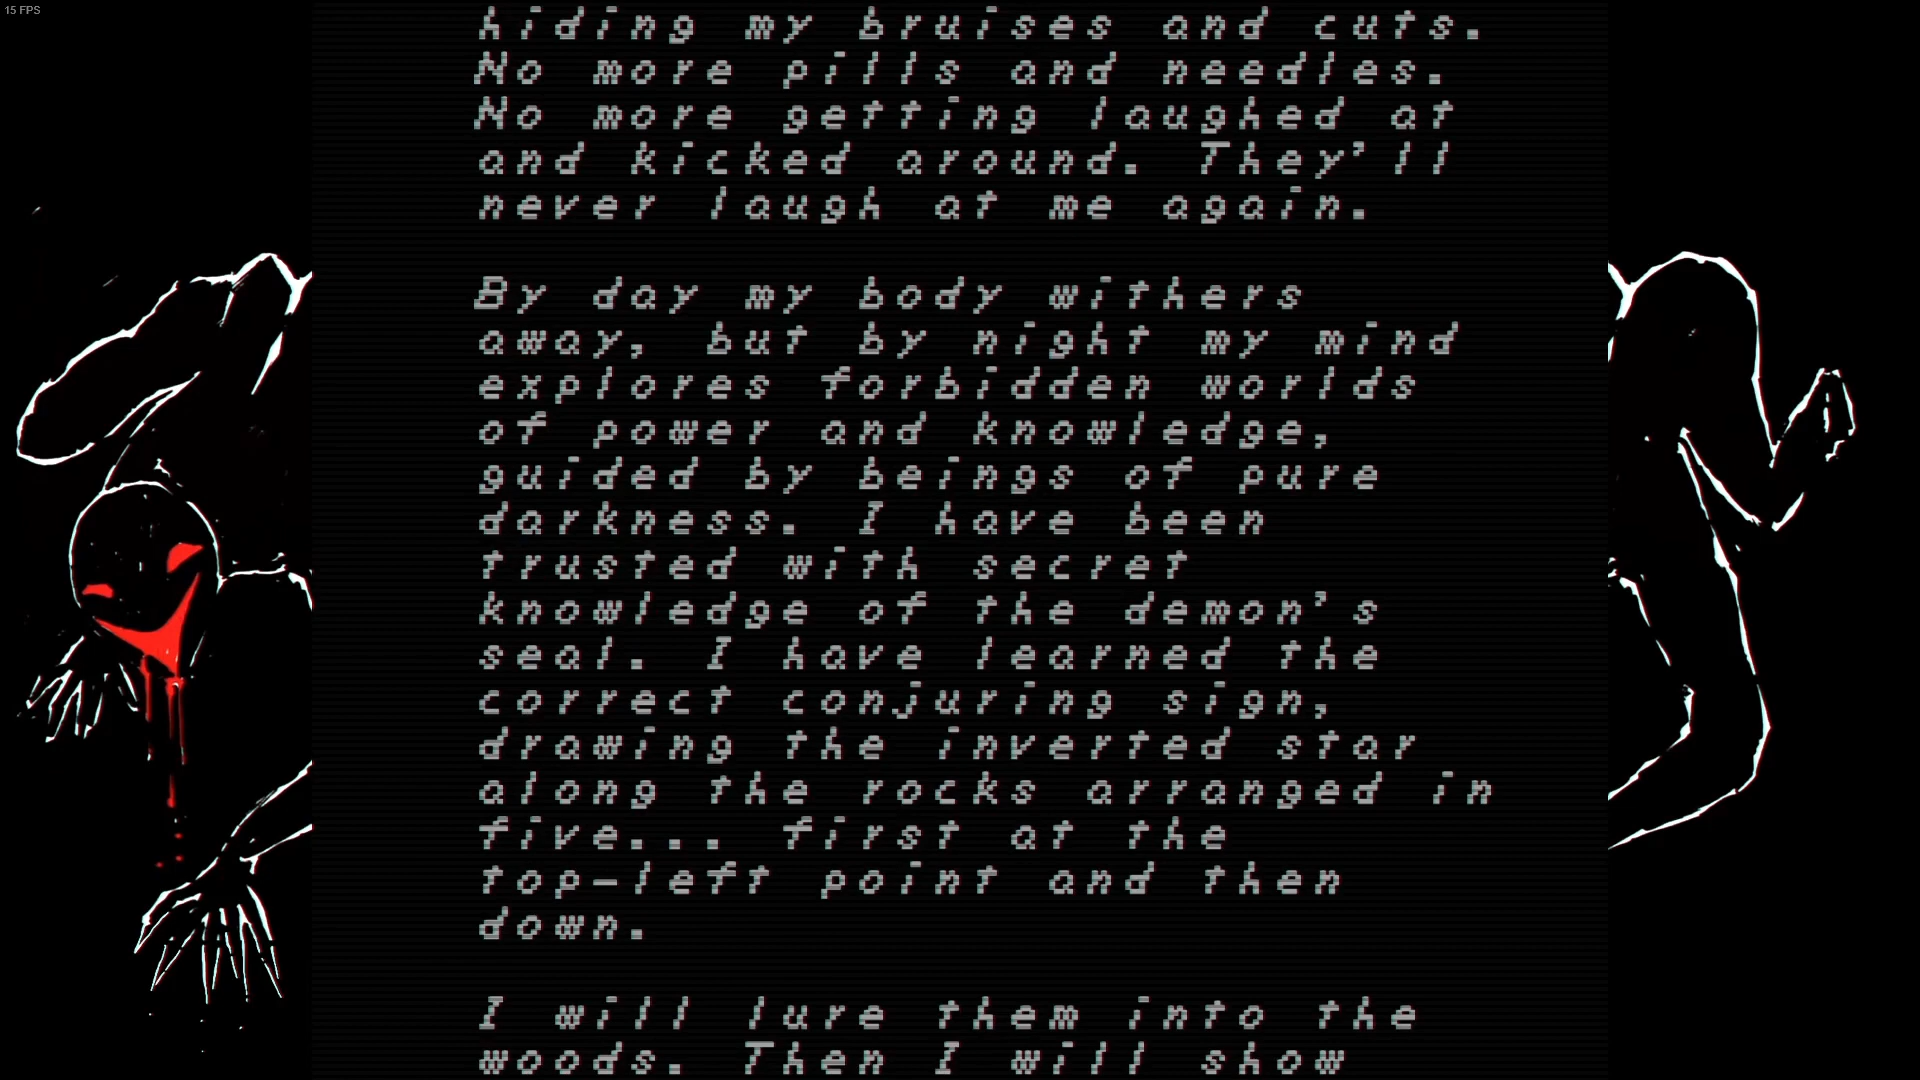 15 FPS
hiding my bruises and cuts.
No more pills and needles.
No more getting laughed at
and kicked around. They'll
never laugh at me again.
By day my body withers
away, but by night my mind
explores forbidden worlds
of power and knowledge,
guided by beings of pure
darkness. I have been
trusted with secret
knowledge of the demon's
seal. I have learned the
correct conjuring sign,
drawing the inverted star
along the rocks arranged in
five... first at the
top-left point and then
down.
I will lure them into the
woods. Then I will show